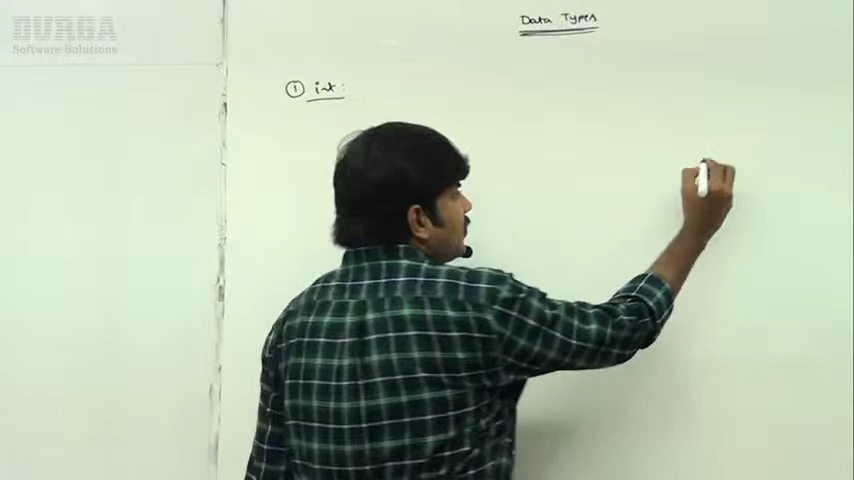 DURGA
Software Solutions
Data Types
① int: